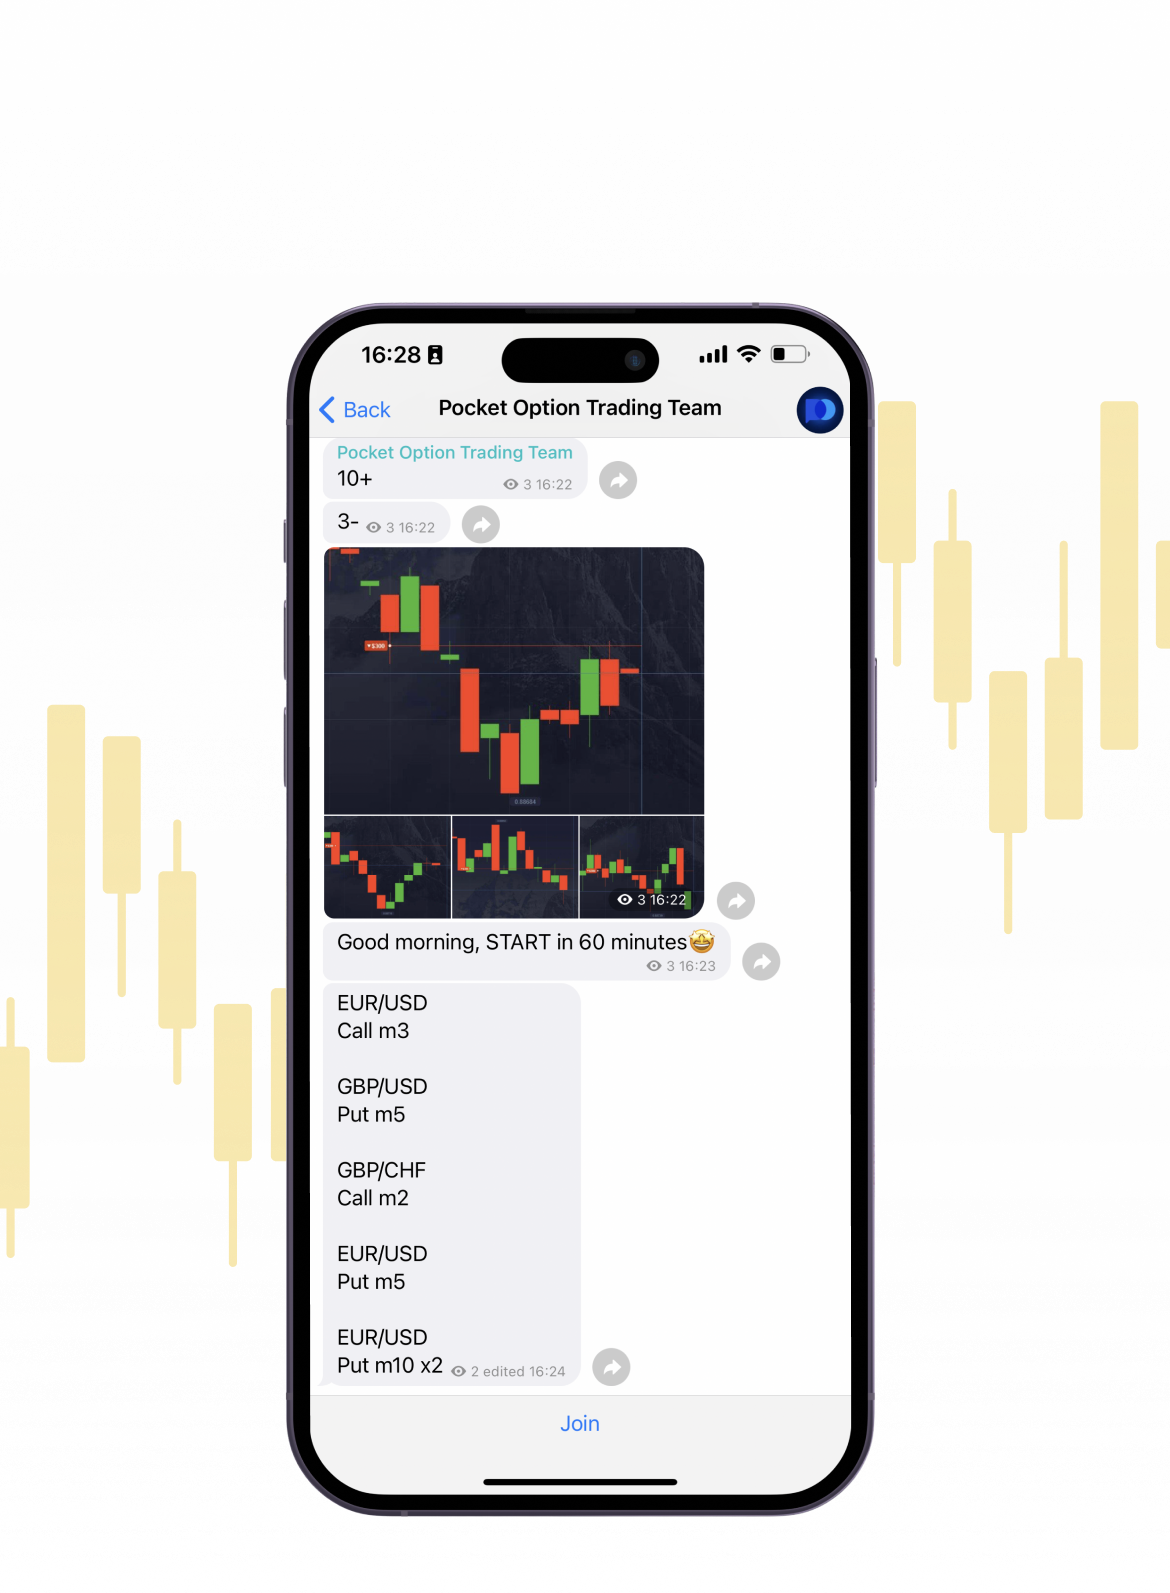 16:28
Back
Pocket Option Trading Team
Pocket Option Trading Team
10+
3 16:22
3-
3 16:22
3 16:22
Good morning, START in 60 minutes🤩
3 16:23
EUR/USD
Call m3
GBP/USD
Put m5
GBP/CHF
Call m2
EUR/USD
Put m5
EUR/USD
Put m10 x2
2 edited 16:24
Join